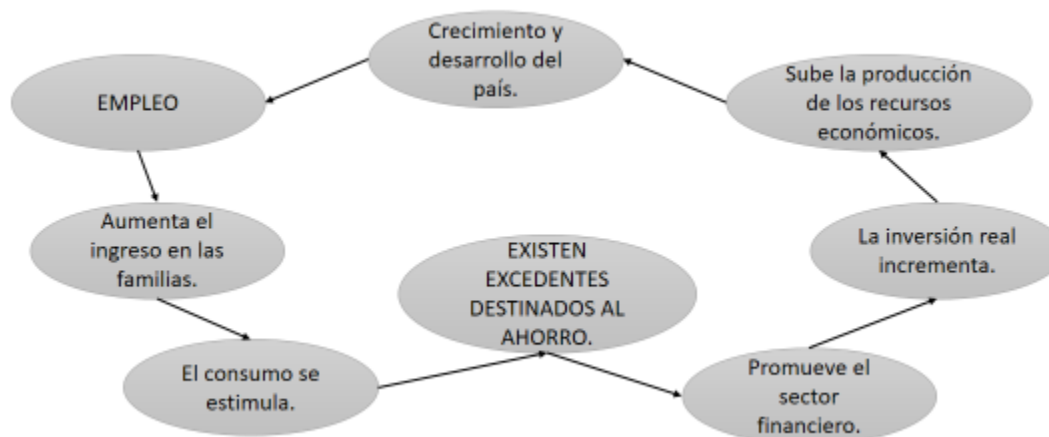 Crecimiento y
desarrollo del
país.
EMPLEO
Sube la producción
de los recursos
económicos.
Aumenta el
ingreso en las
familias.
EXISTEN
EXCEDENTES
DESTINADOS AL
AHORRO.
La inversión real
incrementa.
El consumo se
estimula.
Promueve el
sector
financiero.